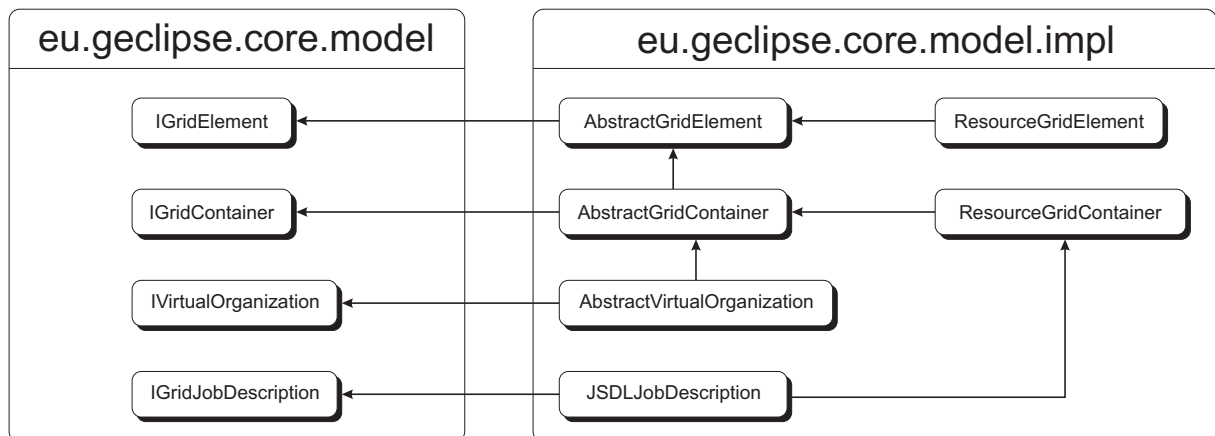 eu.geclipse.core.model
eu.geclipse.core.model.impl
IGridElement
AbstractGridElement
ResourceGridElement
IGridContainer
AbstractGridContainer
ResourceGridContainer
IVirtualOrganization
AbstractVirtualOrganization
IGridJobDescription
JSDLJobDescription